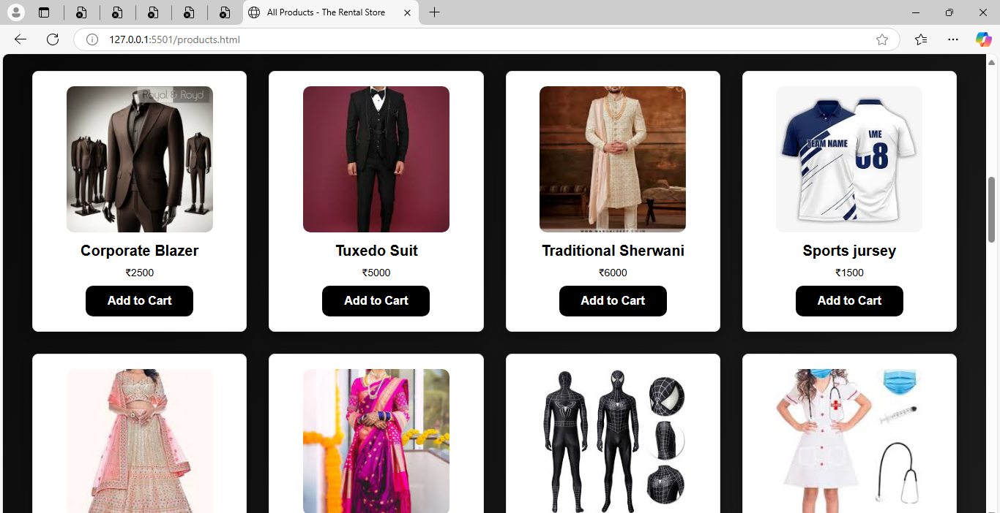 All Products - The Rental Store
127.0.0.1:5501/products.html
Royal & Royd
TEAM NAME
AME
08
Corporate Blazer
Tuxedo Suit
Traditional Sherwani
Sports jursey
₹2500
₹5000
₹6000
₹1500
Add to Cart
Add to Cart
Add to Cart
Add to Cart